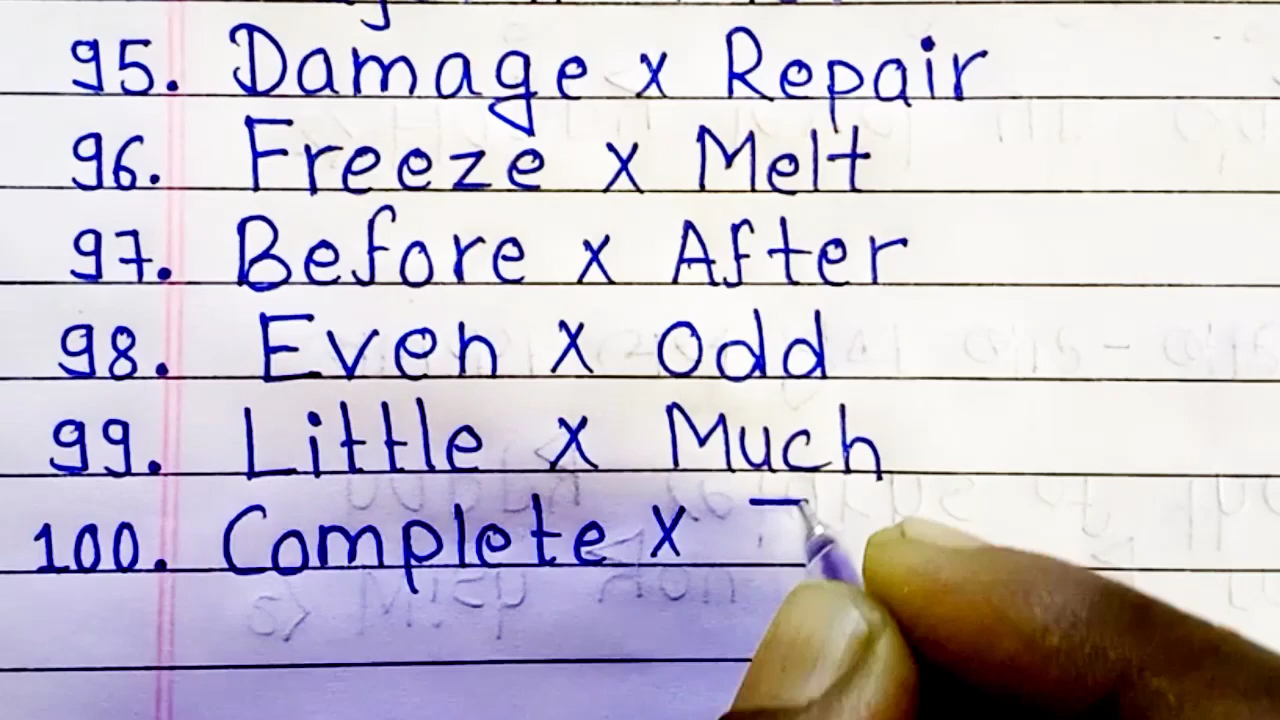 95. Damage x Repair
96. Freeze x Melt
97. Before x After
98. Even x Odd
99. Little x Much
100. Complete x